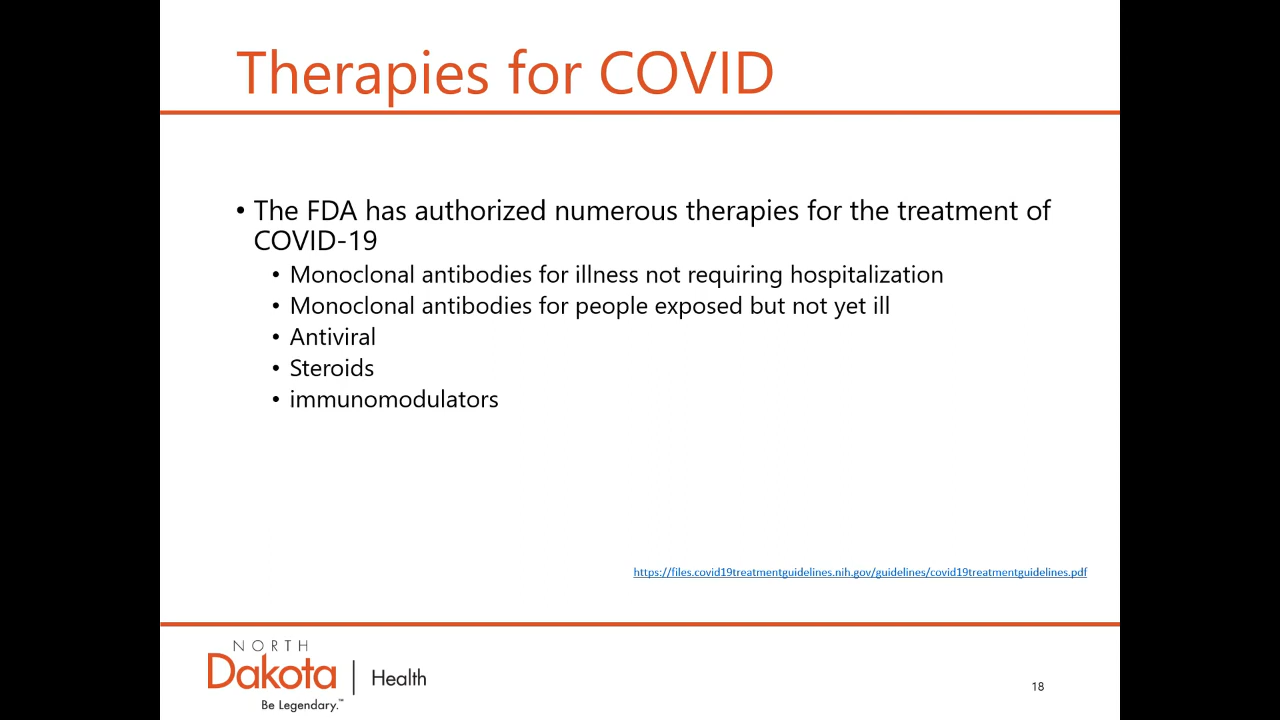 Therapies for COVID
• The FDA has authorized numerous therapies for the treatment of
COVID-19
• Monoclonal antibodies for illness not requiring hospitalization
• Monoclonal antibodies for people exposed but not yet ill
• Antiviral
• Steroids
• immunomodulators
https://files.covid19treatmentguidelines.nih.gov/guidelines/covid19treatmentguidelines.pdf
NORTH
Dakota | Health
Be Legendary.™
18